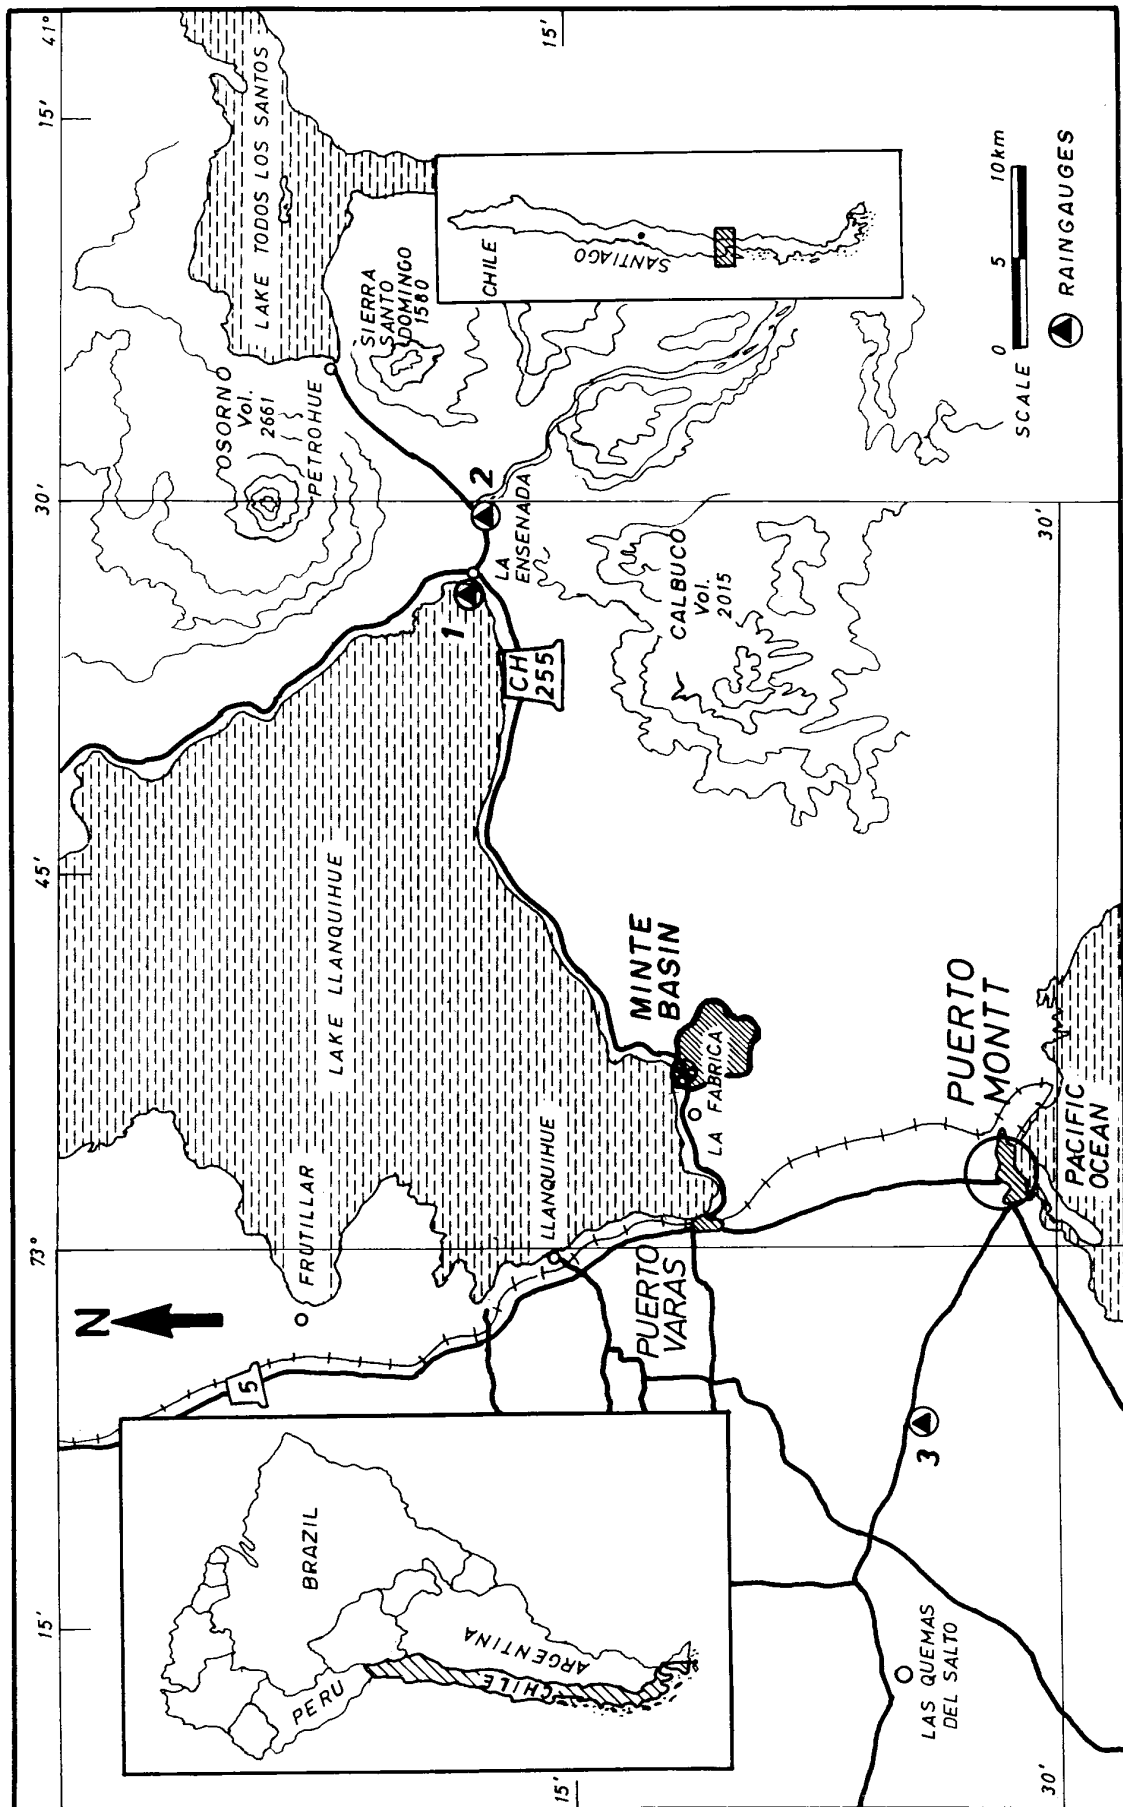 41°
15'
15'
LAKE TODOS LOS SANTOS
OSORNO
Vol.
2661
PETROHUE
SIERRA
SANTO
DOMINGO
1580
CHILE
SANTIAGO
SCALE
0
5
10 km
RAINGAUGES
30'
30'
2
LA
ENSENADA
1
CH
255
CALBUCO
Vol.
2015
45'
LAKE LLANQUIHUE
MINTE
BASIN
LA FABRICA
PUERTO
MONTT
PACIFIC
OCEAN
LLANQUIHUE
FRUTILLAR
73°
PUERTO
VARAS
N
5
3
BRAZIL
PERU
CHILE
ARGENTINA
LAS QUEMAS
DEL SALTO
15'
15'
30'